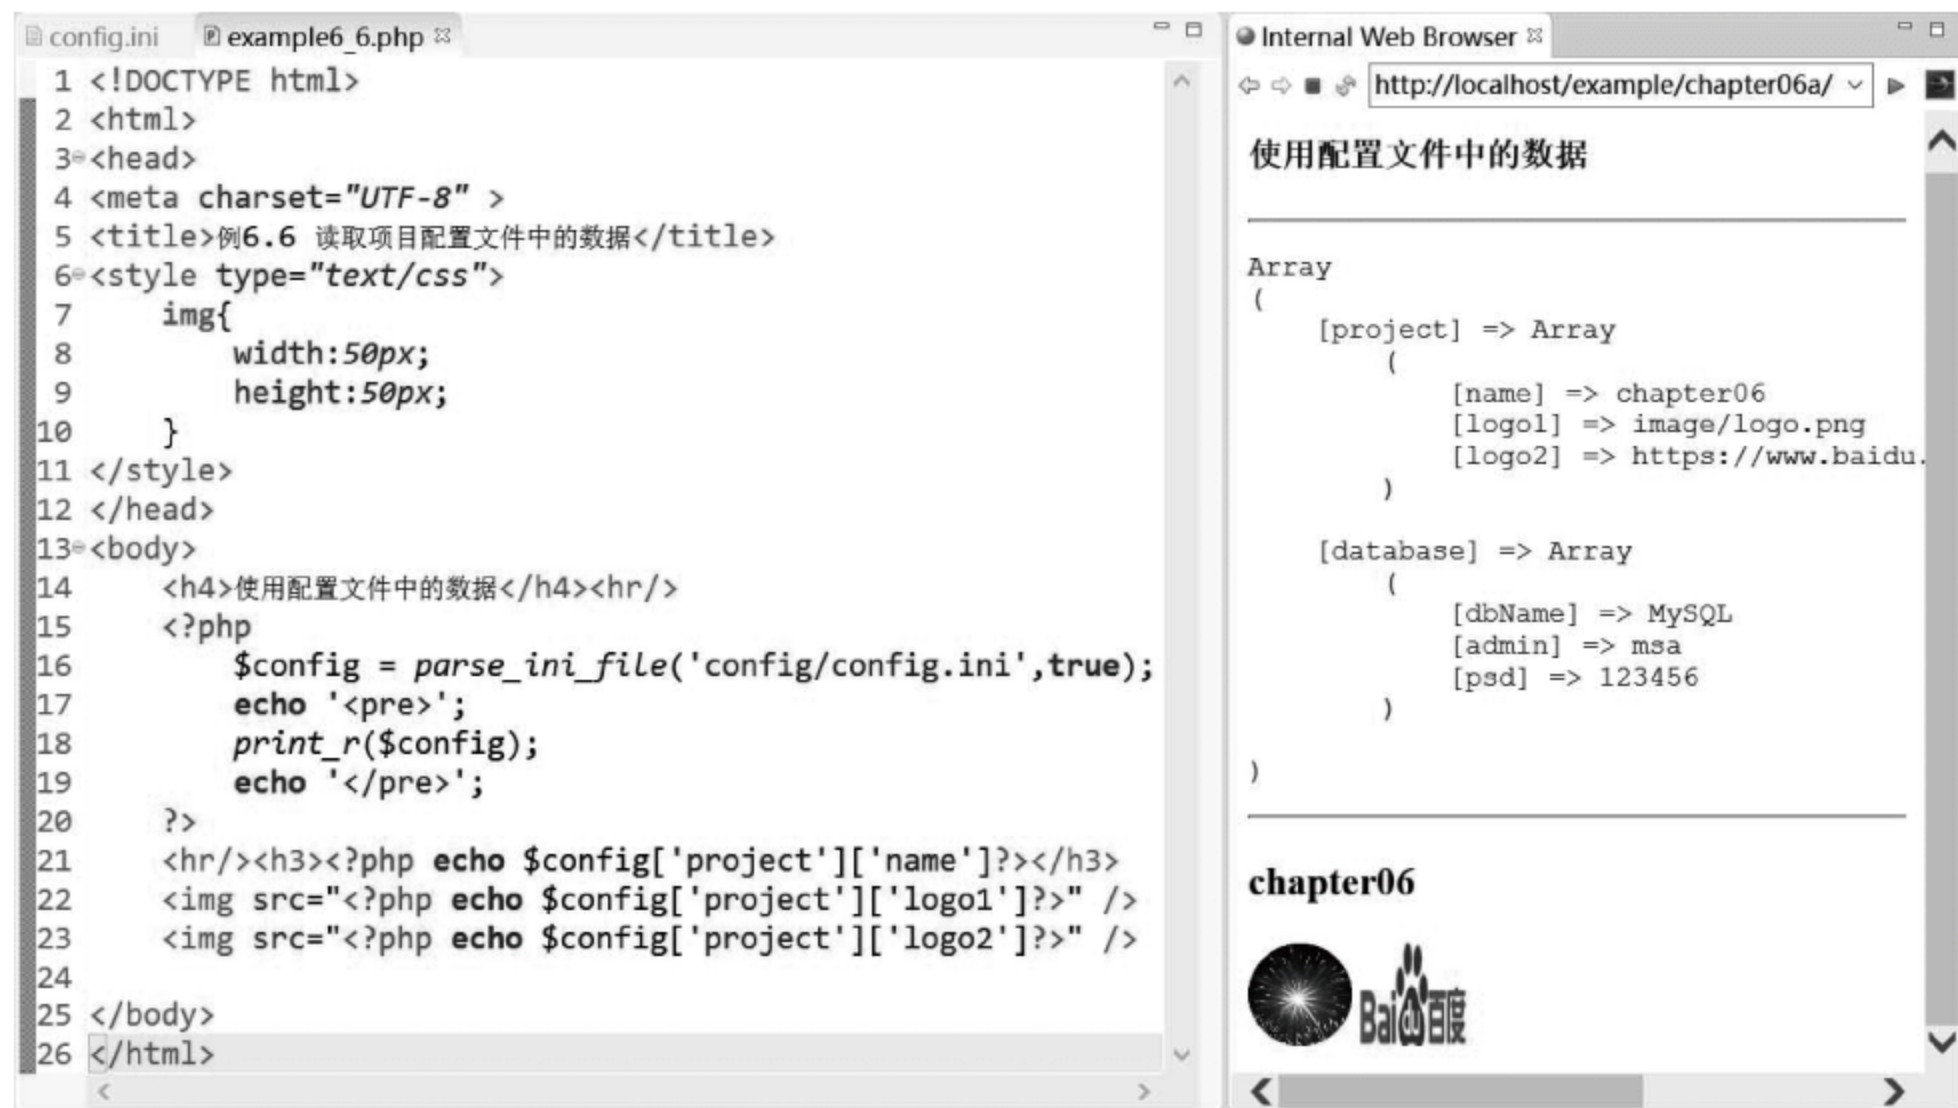 config.ini
example6_6.php
1 <!DOCTYPE html>
2 <html>
3 <head>
4 <meta charset="UTF-8" >
5 <title>例6.6 读取项目配置文件中的数据</title>
6 <style type="text/css">
7 img{
8 width:50px;
9 height:50px;
10 }
11 </style>
12 </head>
13 <body>
14 <h4>使用配置文件中的数据</h4><hr/>
15 <?php
16 $config = parse_ini_file('config/config.ini',true);
17 echo '<pre>';
18 print_r($config);
19 echo '</pre>';
20 ?>
21 <hr/><h3><?php echo $config['project']['name']?></h3>
22 <img src="<?php echo $config['project']['logo1']?>" />
23 <img src="<?php echo $config['project']['logo2']?>" />
24
25 </body>
26 </html>
Internal Web Browser
http://localhost/example/chapter06a/
使用配置文件中的数据
Array
(
[project] => Array
(
[name] => chapter06
[logo1] => image/logo.png
[logo2] => https://www.baidu.
)
[database] => Array
(
[dbName] => MySQL
[admin] => msa
[psd] => 123456
)
)
chapter06
Baidu百度